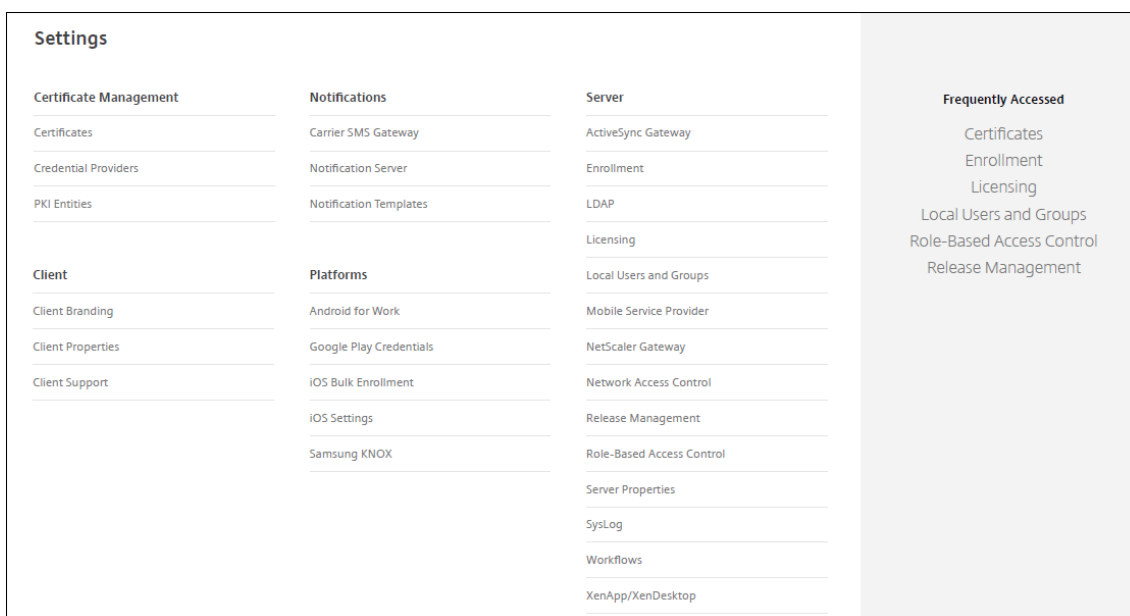 Settings
Certificate Management
Certificates
Credential Providers
PKI Entities
Client
Client Branding
Client Properties
Client Support
Notifications
Carrier SMS Gateway
Notification Server
Notification Templates
Platforms
Android for Work
Google Play Credentials
iOS Bulk Enrollment
iOS Settings
Samsung KNOX
Server
ActiveSync Gateway
Enrollment
LDAP
Licensing
Local Users and Groups
Mobile Service Provider
NetScaler Gateway
Network Access Control
Release Management
Role-Based Access Control
Server Properties
SysLog
Workflows
XenApp/XenDesktop
Frequently Accessed
Certificates
Enrollment
Licensing
Local Users and Groups
Role-Based Access Control
Release Management